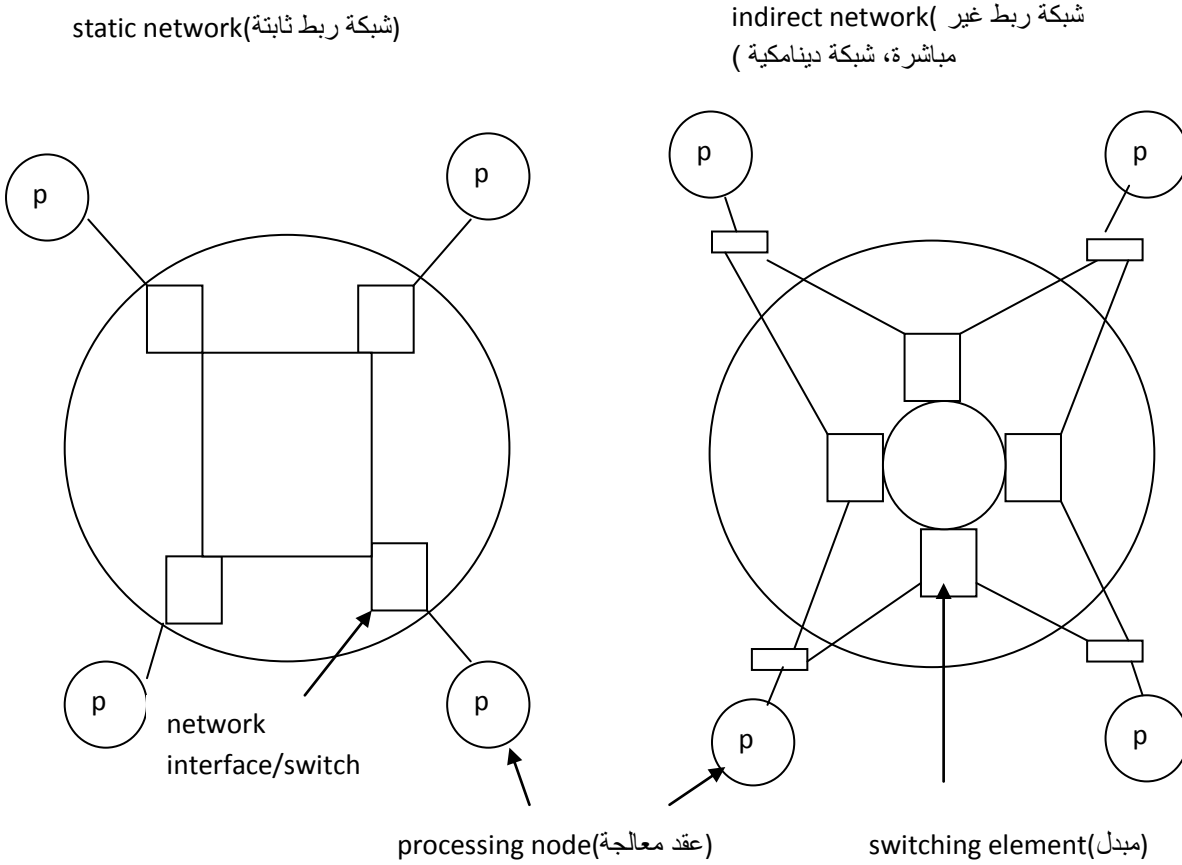 static network(شبكة ربط ثابتة)
indirect network( شبكة ربط غير
مباشرة، شبكة دينامكية )
p
p
p
p
p
p
p
p
network
interface/switch
processing node(عقد معالجة)
switching element(مبدل)